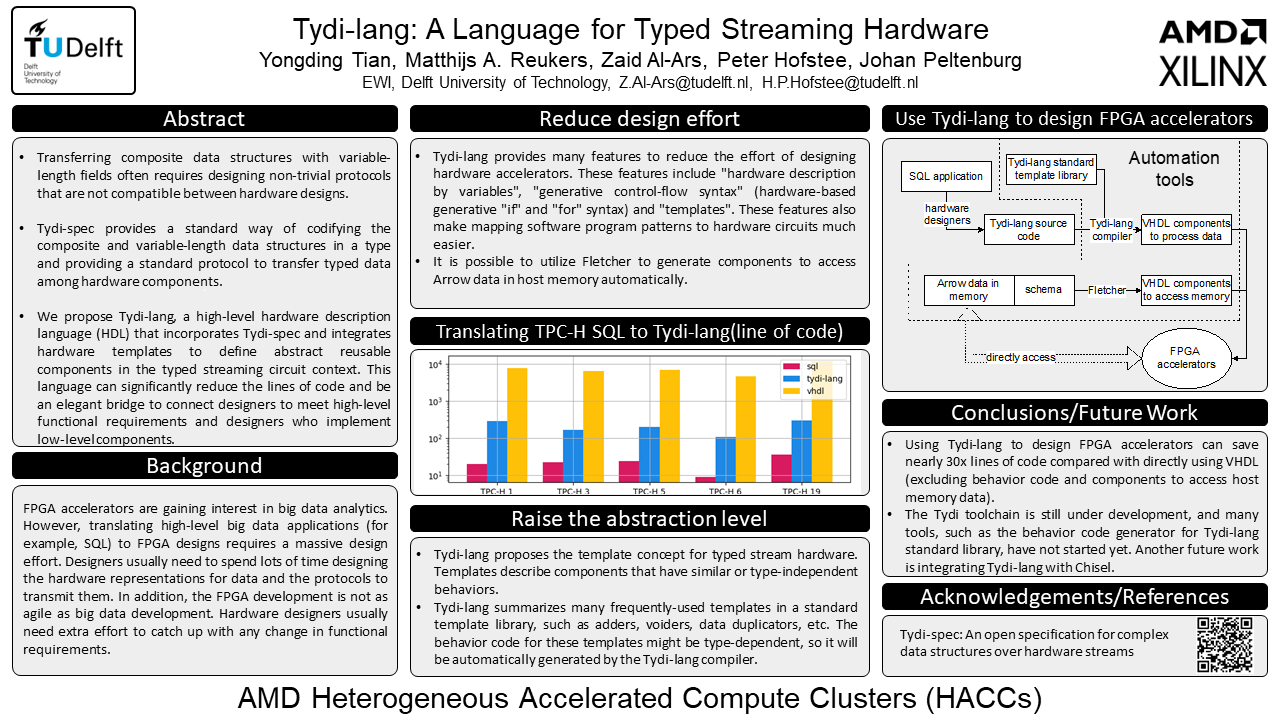 TUDelft
Delft
University of
Technology
Tydi-lang: A Language for Typed Streaming Hardware
Yongding Tian, Matthijs A. Reukers, Zaid Al-Ars, Peter Hofstee, Johan Peltenburg
EWI, Delft University of Technology, Z.Al-Ars@tudelft.nl, H.P.Hofstee@tudelft.nl
AMD
XILINX
Abstract
• Transferring composite data structures with variable-
length fields often requires designing non-trivial protocols
that are not compatible between hardware designs.
• Tydi-spec provides a standard way of codifying the
composite and variable-length data structures in a type
and providing a standard protocol to transfer typed data
among hardware components.
• We propose Tydi-lang, a high-level hardware description
language (HDL) that incorporates Tydi-spec and integrates
hardware templates to define abstract reusable
components in the typed streaming circuit context. This
language can significantly reduce the lines of code and be
an elegant bridge to connect designers to meet high-level
functional requirements and designers who implement
low-level components.
Background
FPGA accelerators are gaining interest in big data analytics.
However, translating high-level big data applications (for
example, SQL) to FPGA designs requires a massive design
effort. Designers usually need to spend lots of time designing
the hardware representations for data and the protocols to
transmit them. In addition, the FPGA development is not as
agile as big data development. Hardware designers usually
need extra effort to catch up with any change in functional
requirements.
Reduce design effort
• Tydi-lang provides many features to reduce the effort of designing
hardware accelerators. These features include "hardware description
by variables", "generative control-flow syntax" (hardware-based
generative "if" and "for" syntax) and "templates". These features also
make mapping software program patterns to hardware circuits much
easier.
• It is possible to utilize Fletcher to generate components to access
Arrow data in host memory automatically.
Translating TPC-H SQL to Tydi-lang(line of code)
10⁴
10³
10²
10¹
sql
tydi-lang
vhdl
TPC-H 1
TPC-H 3
TPC-H 5
TPC-H 6
TPC-H 19
Raise the abstraction level
• Tydi-lang proposes the template concept for typed stream hardware.
Templates describe components that have similar or type-independent
behaviors.
• Tydi-lang summarizes many frequently-used templates in a standard
template library, such as adders, voiders, data duplicators, etc. The
behavior code for these templates might be type-dependent, so it will
be automatically generated by the Tydi-lang compiler.
Use Tydi-lang to design FPGA accelerators
SQL application
Tydi-lang standard
template library
Automation
tools
hardware
designers
Tydi-lang source
code
Tydi-lang
compiler
VHDL components
to process data
Arrow data in
memory
schema
Fletcher
VHDL components
to access memory
directly access
FPGA
accelerators
Conclusions/Future Work
• Using Tydi-lang to design FPGA accelerators can save
nearly 30x lines of code compared with directly using VHDL
(excluding behavior code and components to access host
memory data).
• The Tydi toolchain is still under development, and many
tools, such as the behavior code generator for Tydi-lang
standard library, have not started yet. Another future work
is integrating Tydi-lang with Chisel.
Acknowledgements/References
Tydi-spec: An open specification for complex
data structures over hardware streams
AMD Heterogeneous Accelerated Compute Clusters (HACCs)